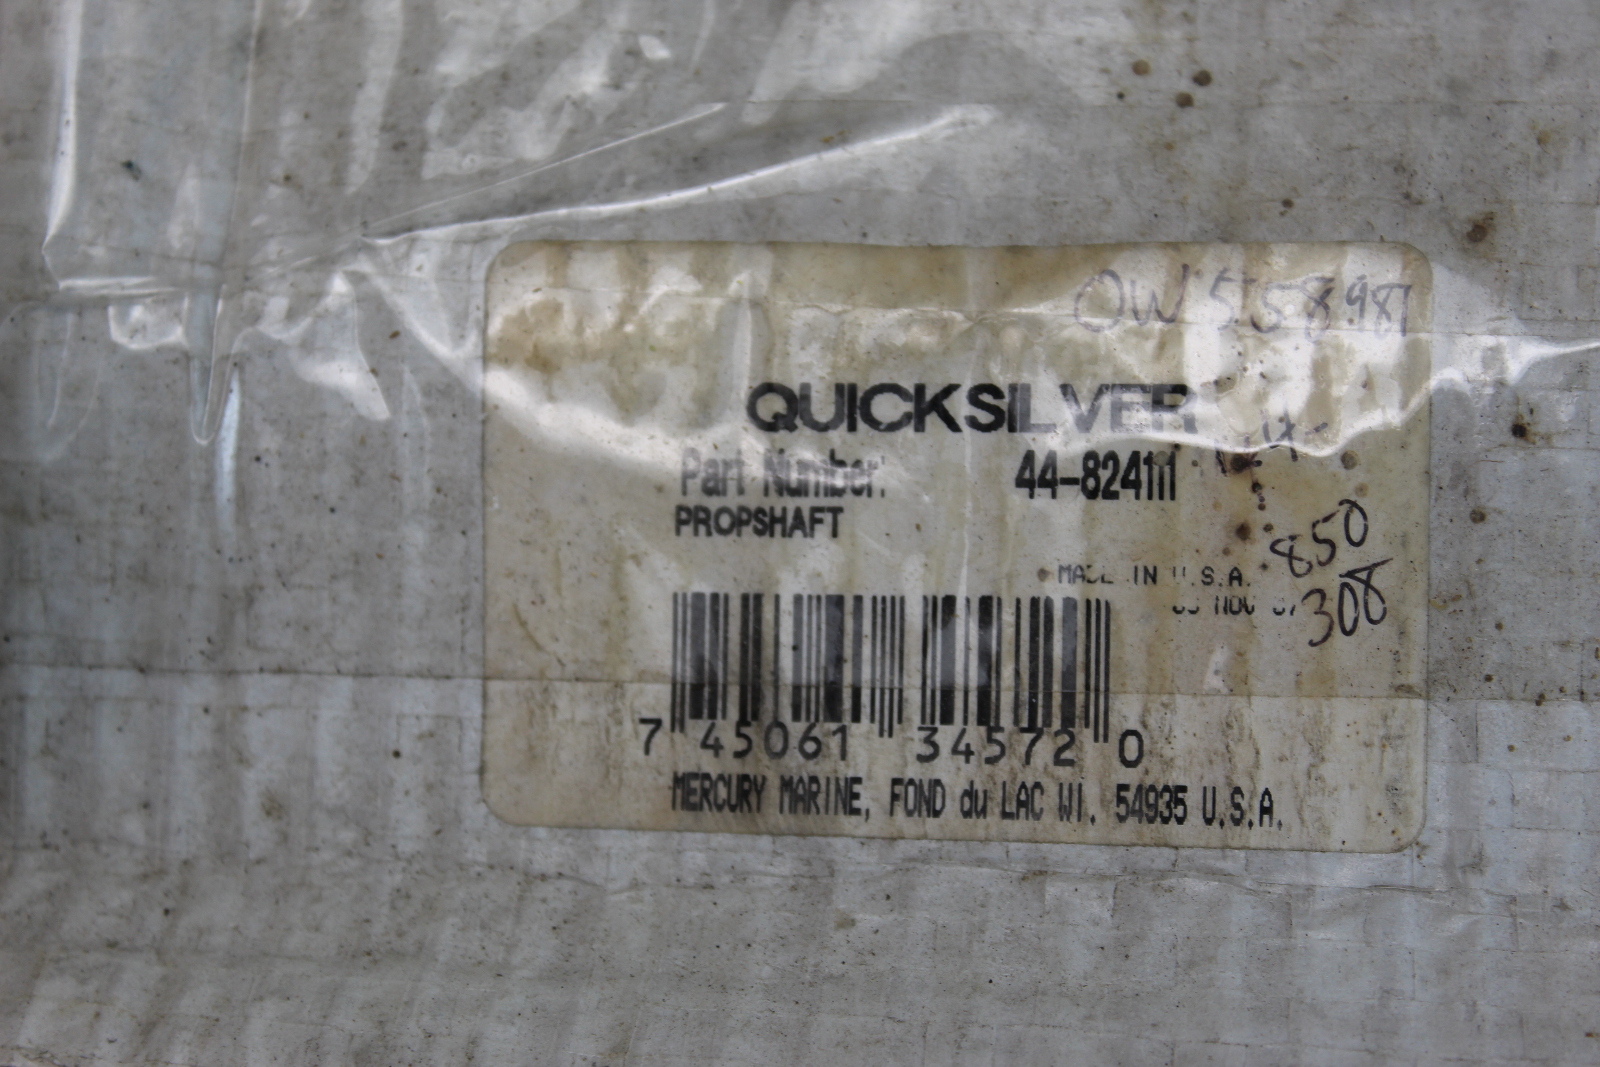 OW 558981
QUICKSILVER
Part Number: 44-824111
PROPSHAFT
850
MADE IN U.S.A.
308
7 45061 34572 0
MERCURY MARINE, FOND du LAC WI. 54935 U.S.A.